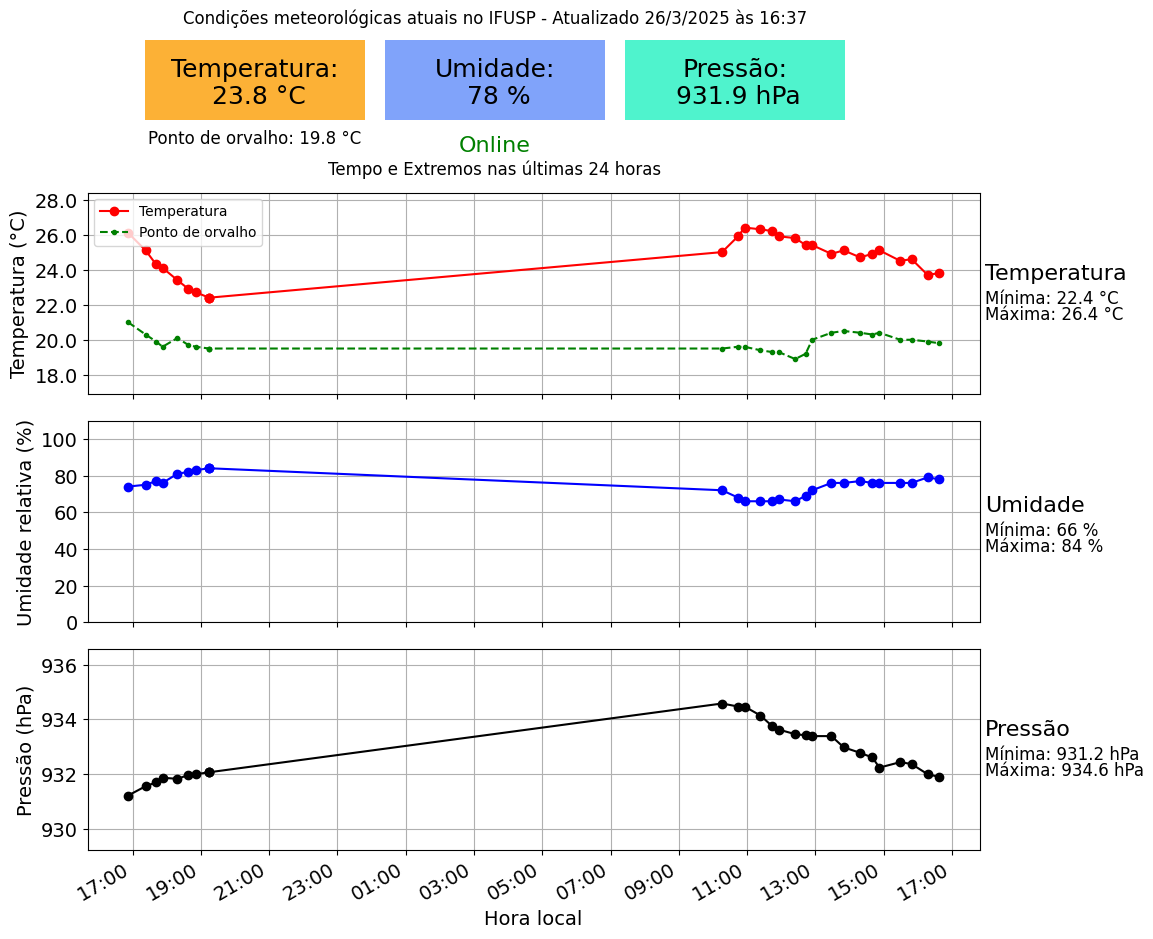 Condições meteorológicas atuais no IFUSP - Atualizado 26/3/2025 às 16:37
Temperatura:
23.8 °C
Umidade:
78 %
Pressão:
931.9 hPa
Ponto de orvalho: 19.8 °C
Online
Tempo e Extremos nas últimas 24 horas
Temperatura (°C)
28.0
26.0
24.0
22.0
20.0
18.0
Temperatura
Ponto de orvalho
Temperatura
Mínima: 22.4 °C
Máxima: 26.4 °C
Umidade relativa (%)
100
80
60
40
20
0
Umidade
Mínima: 66 %
Máxima: 84 %
Pressão (hPa)
936
934
932
930
Pressão
Mínima: 931.2 hPa
Máxima: 934.6 hPa
17:00 19:00 21:00 23:00 01:00 03:00 05:00 07:00 09:00 11:00 13:00 15:00 17:00
Hora local